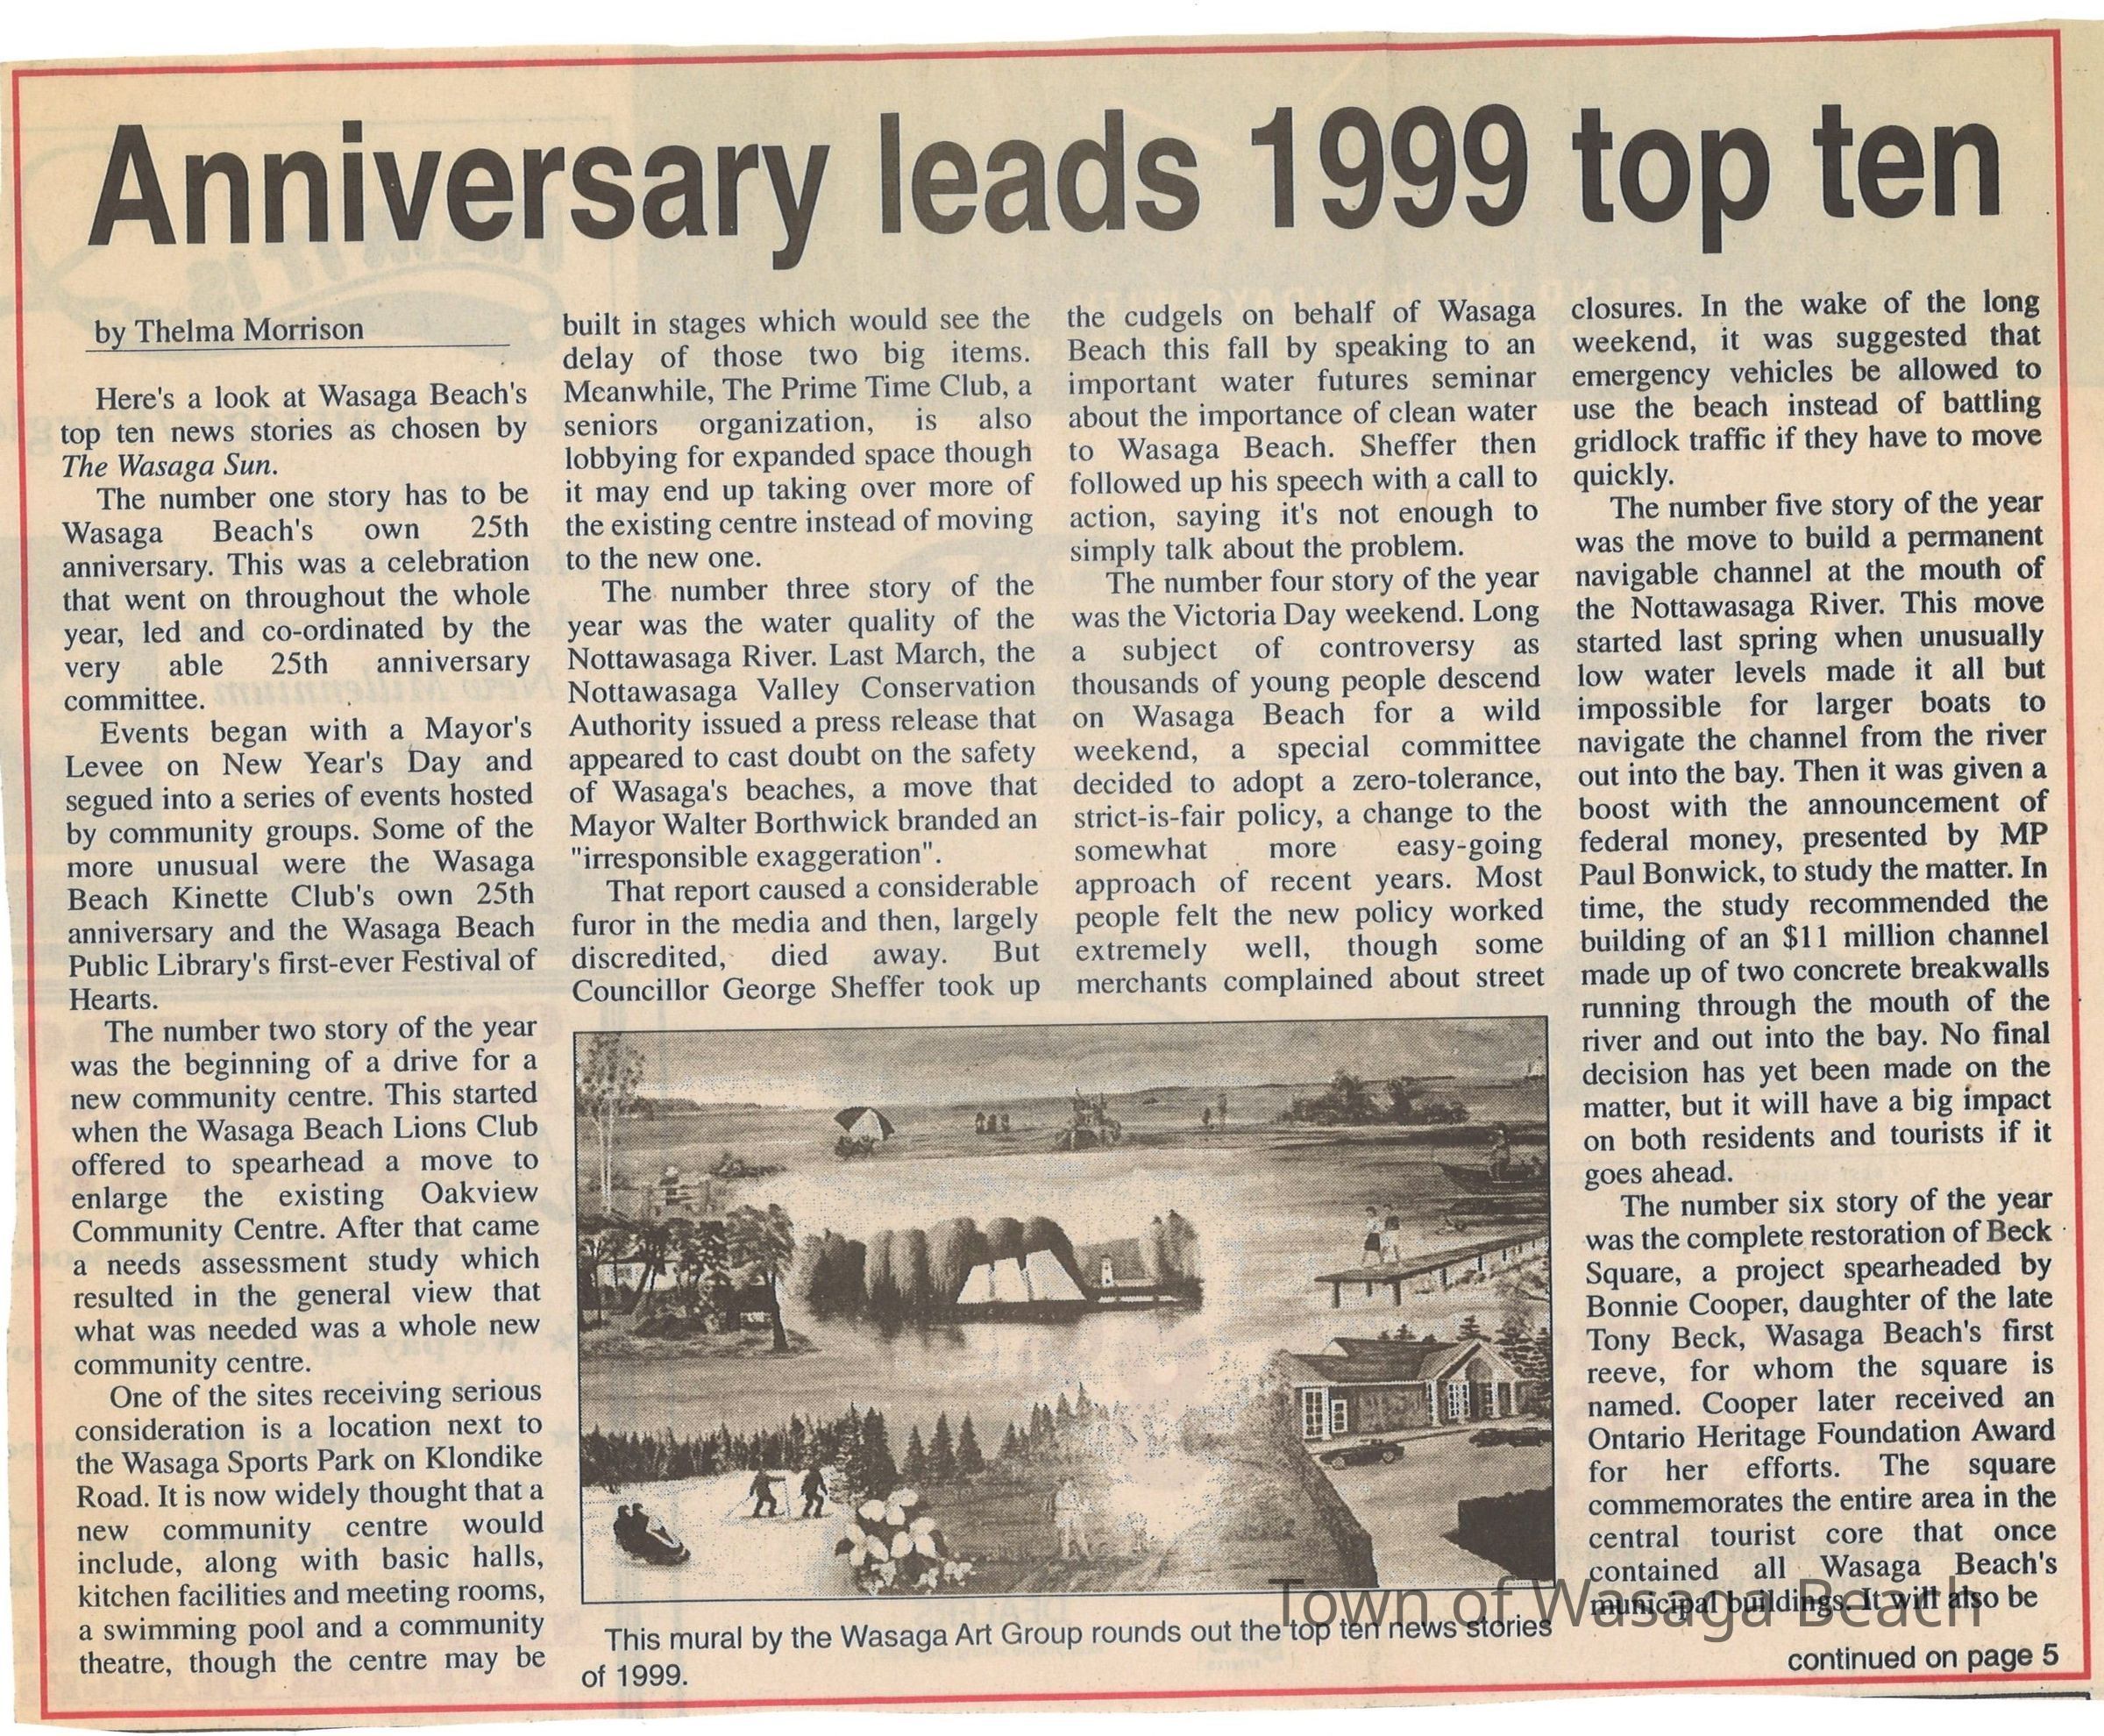 Anniversary leads 1999 top ten
by Thelma Morrison
Here's a look at Wasaga Beach's
top ten news stories as chosen by
The Wasaga Sun.
The number one story has to be
Wasaga Beach's own 25th
anniversary. This was a celebration
that went on throughout the whole
year, led and co-ordinated by the
very able 25th anniversary
committee.
Events began with a Mayor's
Levee on New Year's Day and
segued into a series of events hosted
by community groups. Some of the
more unusual were the Wasaga
Beach Kinette Club's own 25th
anniversary and the Wasaga Beach
Public Library's first-ever Festival of
Hearts.
The number two story of the year
was the beginning of a drive for a
new community centre. This started
when the Wasaga Beach Lions Club
offered to spearhead a move to
enlarge the existing Oakview
Community Centre. After that came
a needs assessment study which
resulted in the general view that
what was needed was a whole new
community centre.
One of the sites receiving serious
consideration is a location next to
the Wasaga Sports Park on Klondike
Road. It is now widely thought that a
new community centre would
include, along with basic halls,
kitchen facilities and meeting rooms,
a swimming pool and a community
theatre, though the centre may be
built in stages which would see the
delay of those two big items.
Meanwhile, The Prime Time Club, a
seniors organization, is also
lobbying for expanded space though
it may end up taking over more of
the existing centre instead of moving
to the new one.
The number three story of the
year was the water quality of the
Nottawasaga River. Last March, the
Nottawasaga Valley Conservation
Authority issued a press release that
appeared to cast doubt on the safety
of Wasaga's beaches, a move that
Mayor Walter Borthwick branded an
"irresponsible exaggeration".
That report caused a considerable
furor in the media and then, largely
discredited, died away. But
Councillor George Sheffer took up
the cudgels on behalf of Wasaga
Beach this fall by speaking to an
important water futures seminar
about the importance of clean water
to Wasaga Beach. Sheffer then
followed up his speech with a call to
action, saying it's not enough to
simply talk about the problem.
The number four story of the year
was the Victoria Day weekend. Long
a subject of controversy as
thousands of young people descend
on Wasaga Beach for a wild
weekend, a special committee
decided to adopt a zero-tolerance,
strict-is-fair policy, a change to the
somewhat more easy-going
approach of recent years. Most
people felt the new policy worked
extremely well, though some
merchants complained about street
closures. In the wake of the long
weekend, it was suggested that
emergency vehicles be allowed to
use the beach instead of battling
gridlock traffic if they have to move
quickly.
The number five story of the year
was the move to build a permanent
navigable channel at the mouth of
the Nottawasaga River. This move
started last spring when unusually
low water levels made it all but
impossible for larger boats to
navigate the channel from the river
out into the bay. Then it was given a
boost with the announcement of
federal money, presented by MP
Paul Bonwick, to study the matter. In
time, the study recommended the
building of an $11 million channel
made up of two concrete breakwalls
running through the mouth of the
river and out into the bay. No final
decision has yet been made on the
matter, but it will have a big impact
on both residents and tourists if it
goes ahead.
The number six story of the year
was the complete restoration of Beck
Square, a project spearheaded by
Bonnie Cooper, daughter of the late
Tony Beck, Wasaga Beach's first
reeve, for whom the square is
named. Cooper later received an
Ontario Heritage Foundation Award
for her efforts. The square
commemorates the entire area in the
central tourist core that once
contained all Wasaga Beach's
municipal buildings. It will also be
continued on page 5
This mural by the Wasaga Art Group rounds out the top ten news stories
of 1999.
Town of Wasaga Beach